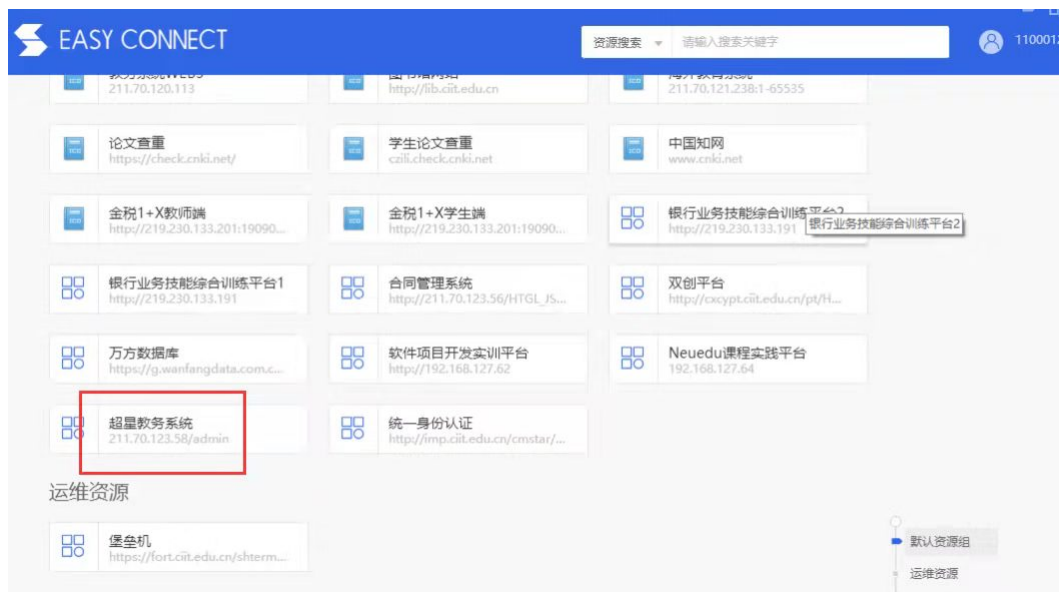 EASY CONNECT
资源搜索
请输入搜索关键字
211.70.120.113
http://lib.ciit.edu.cn
211.70.121.238:1-65535
论文查重
https://check.cnki.net/
学生论文查重
czili.check.cnki.net
中国知网
www.cnki.net
金税1+X教师端
http://219.230.133.201:19090...
金税1+X学生端
http://219.230.133.201:19090...
银行业务技能综合训练平台2
http://219.230.133.191
银行业务技能综合训练平台2
银行业务技能综合训练平台1
http://219.230.133.191
合同管理系统
http://211.70.123.56/HTGL_JS...
双创平台
http://cxcypt.ciit.edu.cn/pt/H...
万方数据库
https://g.wanfangdata.com.c...
软件项目开发实训平台
http://192.168.127.62
Neuedu课程实践平台
192.168.127.64
超星教务系统
211.70.123.58/admin
统一身份认证
http://imp.ciit.edu.cn/cmstar/...
运维资源
堡垒机
https://fort.ciit.edu.cn/shterm...
默认资源组
运维资源